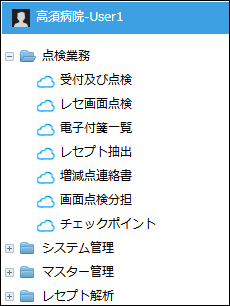 高須病院-User1
点検業務
受付及び点検
レセ画面点検
電子付箋一覧
レセプト抽出
増減点連絡書
画面点検分担
チェックポイント
システム管理
マスター管理
レセプト解析